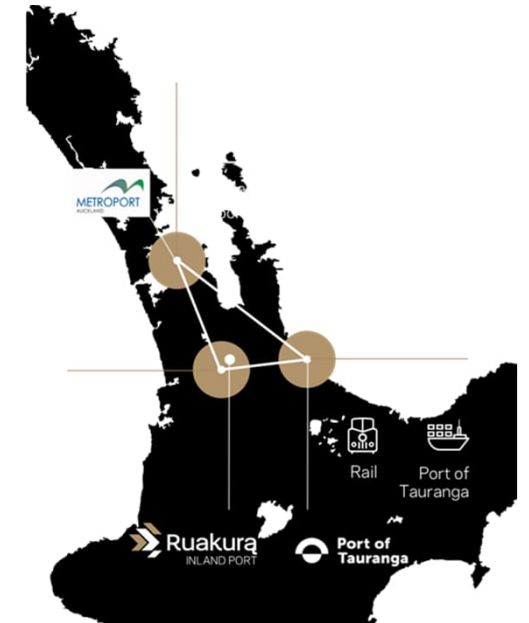 METROPORT
AUCKLAND
Rail
Port of
Tauranga
Ruakura
INLAND PORT
Port of
Tauranga